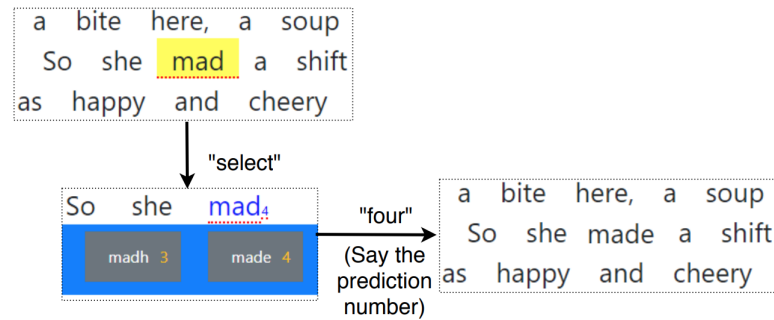 a bite here, a soup
So she mad a shift
as happy and cheery
"select"
So she mad4
madh 3 made 4
"four"
(Say the
prediction
number)
a bite here, a soup
So she made a shift
as happy and cheery